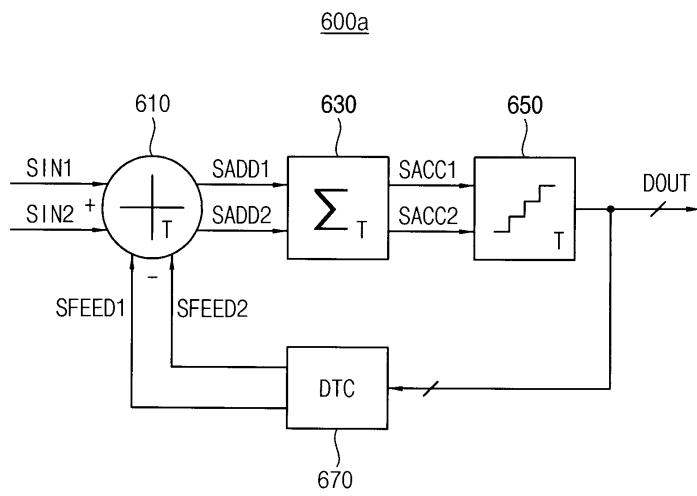 600a
610
630
650
SIN1
SADD1
SACC1
DOUT
SIN2
+
T
SADD2
Σ T
SACC2
T
−
SFEED1
SFEED2
DTC
670